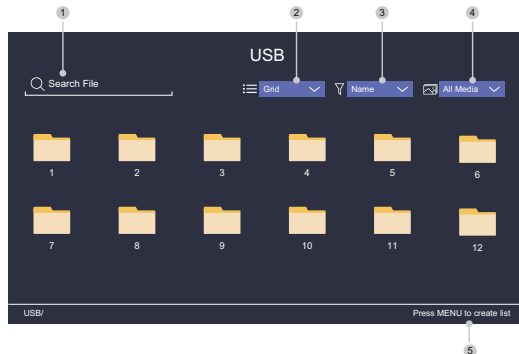 1 2 3 4
USB
Search File Grid Name All Media
1 2 3 4 5 6
7 8 9 10 11 12
USB/ Press MENU to create list
5